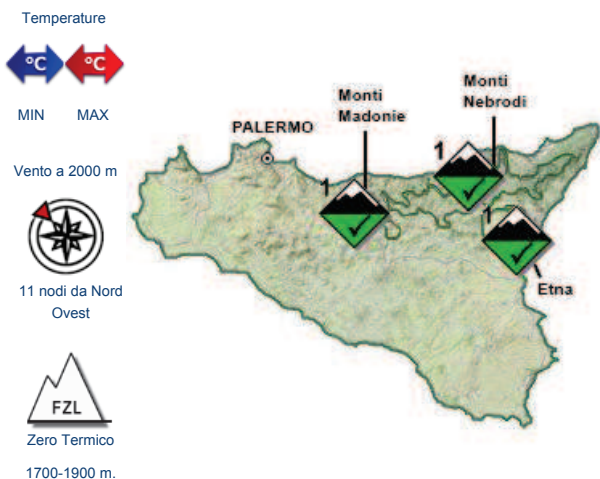 Temperature
°C °C
MIN MAX
Vento a 2000 m
11 nodi da Nord
Ovest
FZL
Zero Termico
1700-1900 m.
Monti
Nebrodi
Monti
Madonie
PALERMO
1
1
1
Etna